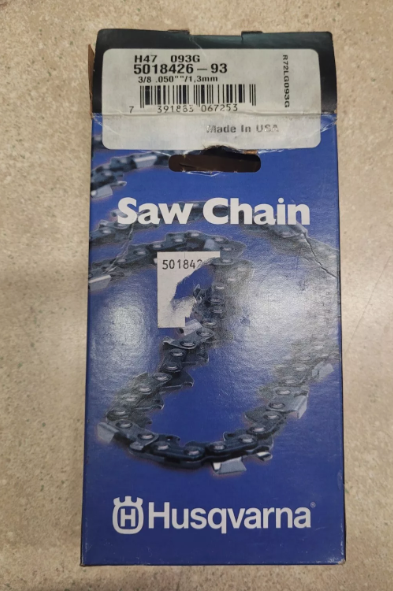 H47 093G
5018426-93
3/8 .050""/1,3mm
R72LG093G
7 391883 067253
Made In USA
Saw Chain
501842
Husqvarna